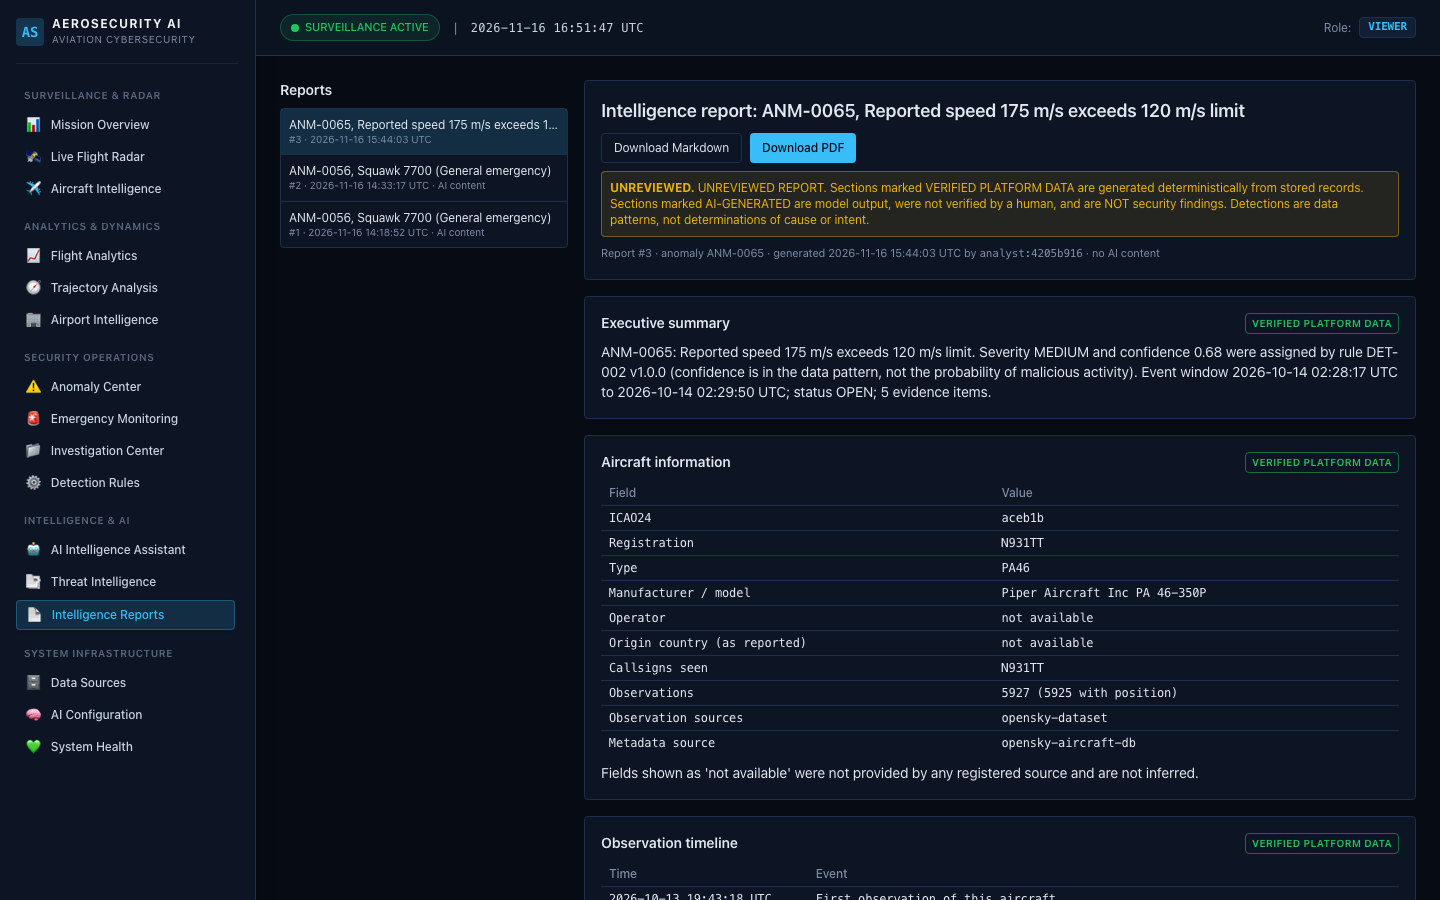 AS
AEROSECURITY AI
AVIATION CYBERSECURITY
SURVEILLANCE & RADAR
Mission Overview
Live Flight Radar
Aircraft Intelligence
ANALYTICS & DYNAMICS
Flight Analytics
Trajectory Analysis
Airport Intelligence
SECURITY OPERATIONS
Anomaly Center
Emergency Monitoring
Investigation Center
Detection Rules
INTELLIGENCE & AI
AI Intelligence Assistant
Threat Intelligence
Intelligence Reports
SYSTEM INFRASTRUCTURE
Data Sources
AI Configuration
System Health
SURVEILLANCE ACTIVE | 2026-11-16 16:51:47 UTC
Role: VIEWER
Reports
ANM-0065, Reported speed 175 m/s exceeds 1...
#3 · 2026-11-16 15:44:03 UTC
ANM-0056, Squawk 7700 (General emergency)
#2 · 2026-11-16 14:33:17 UTC · AI content
ANM-0056, Squawk 7700 (General emergency)
#1 · 2026-11-16 14:18:52 UTC · AI content
Intelligence report: ANM-0065, Reported speed 175 m/s exceeds 120 m/s limit
Download Markdown
Download PDF
UNREVIEWED. UNREVIEWED REPORT. Sections marked VERIFIED PLATFORM DATA are generated deterministically from stored records.
Sections marked AI-GENERATED are model output, were not verified by a human, and are NOT security findings. Detections are data
patterns, not determinations of cause or intent.
Report #3 · anomaly ANM-0065 · generated 2026-11-16 15:44:03 UTC by analyst:4205b916 · no AI content
Executive summary
VERIFIED PLATFORM DATA
ANM-0065: Reported speed 175 m/s exceeds 120 m/s limit. Severity MEDIUM and confidence 0.68 were assigned by rule DET-
002 v1.0.0 (confidence is in the data pattern, not the probability of malicious activity). Event window 2026-10-14 02:28:17 UTC
to 2026-10-14 02:29:50 UTC; status OPEN; 5 evidence items.
Aircraft information
VERIFIED PLATFORM DATA
Field Value
ICAO24 aceb1b
Registration N931TT
Type PA46
Manufacturer / model Piper Aircraft Inc PA 46-350P
Operator not available
Origin country (as reported) not available
Callsigns seen N931TT
Observations 5927 (5925 with position)
Observation sources opensky-dataset
Metadata source opensky-aircraft-db
Fields shown as 'not available' were not provided by any registered source and are not inferred.
Observation timeline
VERIFIED PLATFORM DATA
Time Event
2026-10-13 19:43:18 UTC First observation of this aircraft